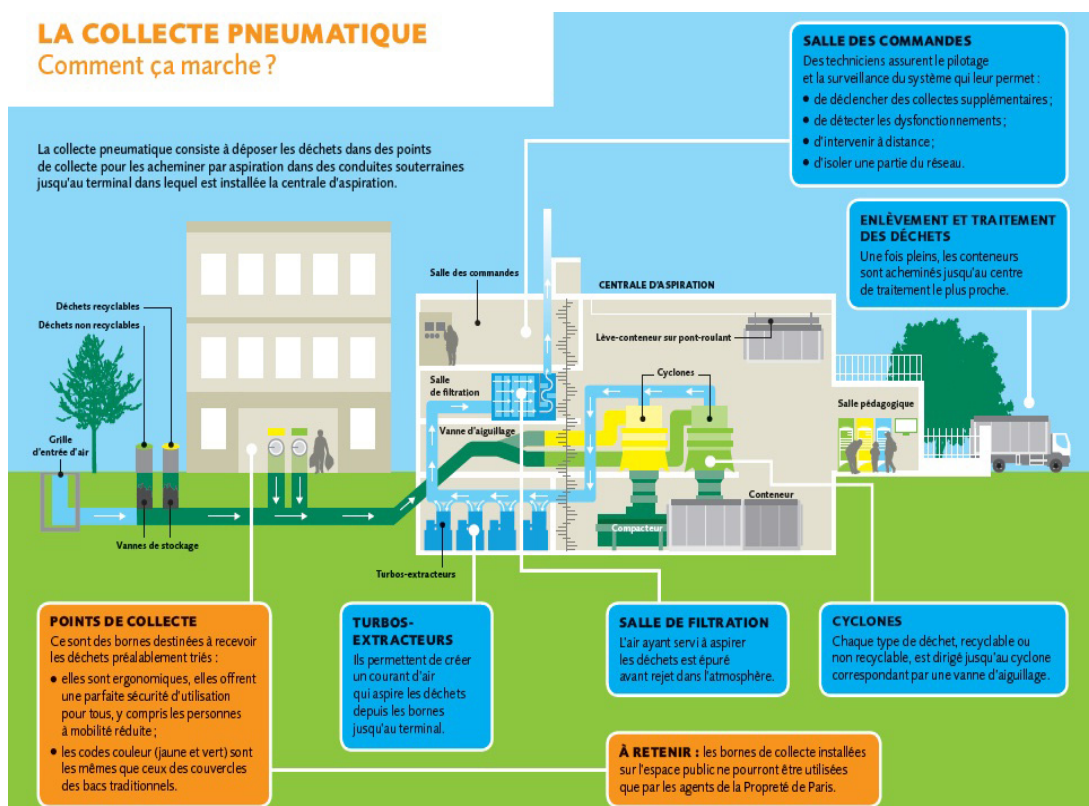 LA COLLECTE PNEUMATIQUE
Comment ça marche ?
La collecte pneumatique consiste à déposer les déchets dans des points
de collecte pour les acheminer par aspiration dans des conduites souterraines
jusqu'au terminal dans lequel est installée la centrale d'aspiration.
SALLE DES COMMANDES
Des techniciens assurent le pilotage
et la surveillance du système qui leur permet :
• de déclencher des collectes supplémentaires ;
• de détecter les dysfonctionnements ;
• d'intervenir à distance ;
• d'isoler une partie du réseau.
ENLÈVEMENT ET TRAITEMENT
DES DÉCHETS
Une fois pleins, les conteneurs
sont acheminés jusqu'au centre
de traitement le plus proche.
Déchets recyclables
Déchets non recyclables
Grille
d'entrée d'air
Vannes de stockage
Salle des commandes
CENTRALE D'ASPIRATION
Lève-conteneur sur pont-roulant
Salle
de filtration
Cyclones
Vanne d'aiguillage
Salle pédagogique
Conteneur
Compacteur
Turbos-extracteurs
POINTS DE COLLECTE
Ce sont des bornes destinées à recevoir
les déchets préalablement triés :
• elles sont ergonomiques, elles offrent
une parfaite sécurité d'utilisation
pour tous, y compris les personnes
à mobilité réduite ;
• les codes couleur (jaune et vert) sont
les mêmes que ceux des couvercles
des bacs traditionnels.
TURBOS-
EXTRACTEURS
Ils permettent de créer
un courant d'air
qui aspire les déchets
depuis les bornes
jusqu'au terminal.
SALLE DE FILTRATION
L'air ayant servi à aspirer
les déchets est épuré
avant rejet dans l'atmosphère.
CYCLONES
Chaque type de déchet, recyclable ou
non recyclable, est dirigé jusqu'au cyclone
correspondant par une vanne d'aiguillage.
À RETENIR : les bornes de collecte installées
sur l'espace public ne pourront être utilisées
que par les agents de la Propreté de Paris.